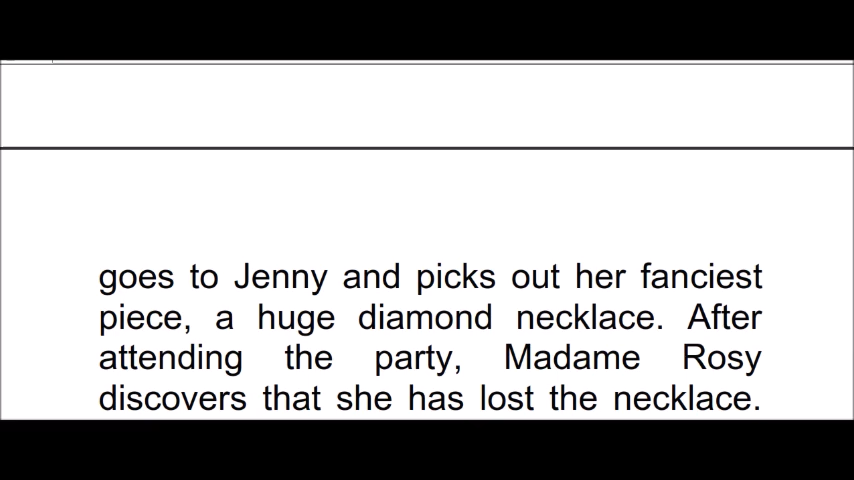 goes to Jenny and picks out her fanciest
piece, a huge diamond necklace. After
attending the party, Madame Rosy
discovers that she has lost the necklace.